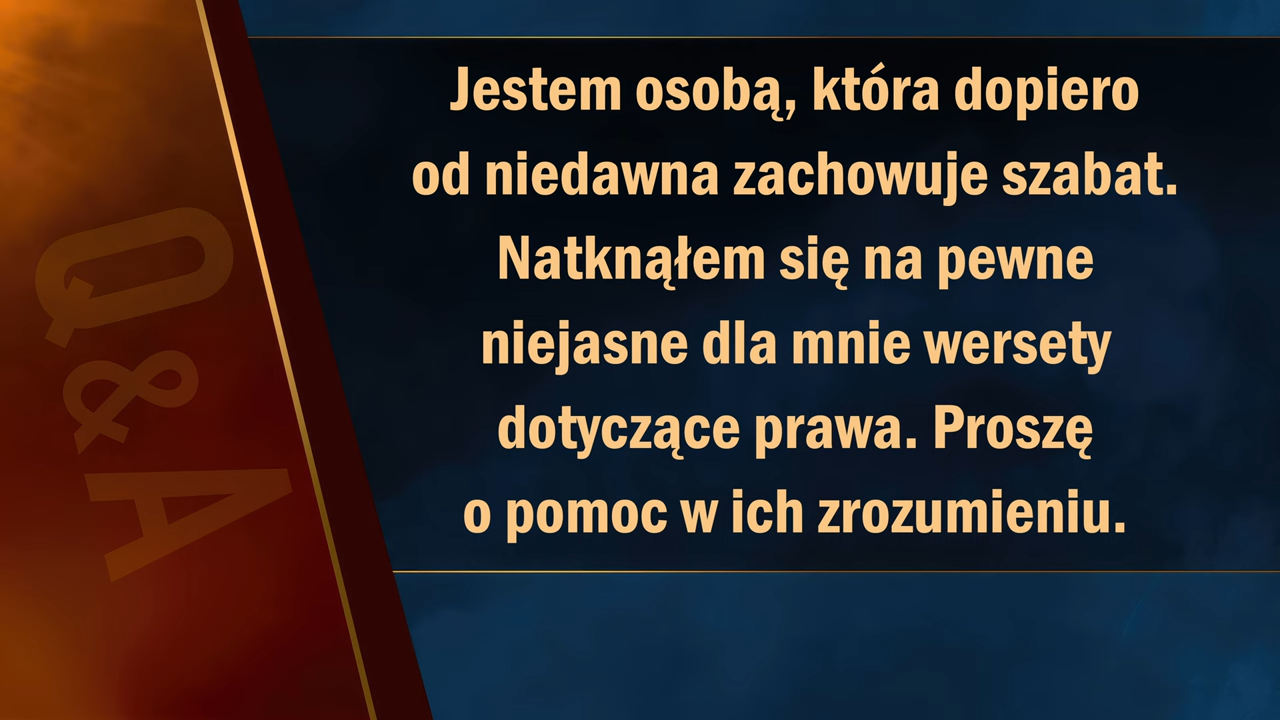 Jestem osobą, która dopiero
od niedawna zachowuje szabat.
Natknąłem się na pewne
niejasne dla mnie wersety
dotyczące prawa. Proszę
o pomoc w ich zrozumieniu.
Q&A